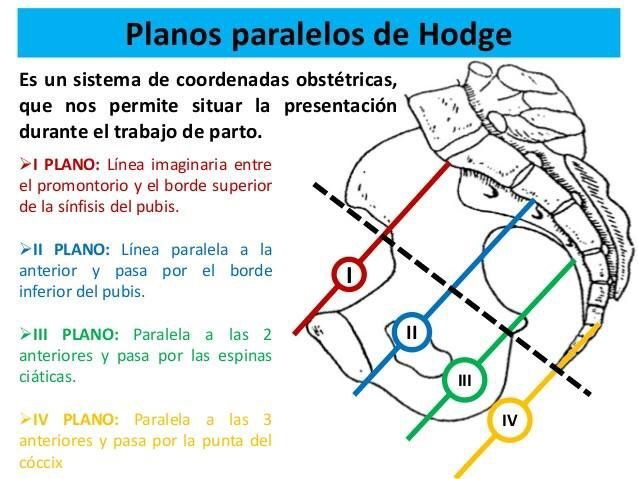 Planos paralelos de Hodge
Es un sistema de coordenadas obstétricas,
que nos permite situar la presentación
durante el trabajo de parto.
➢I PLANO: Línea imaginaria entre
el promontorio y el borde superior
de la sínfisis del pubis.
➢II PLANO: Línea paralela a la
anterior y pasa por el borde
inferior del pubis.
➢III PLANO: Paralela a las 2
anteriores y pasa por las espinas
ciáticas.
➢IV PLANO: Paralela a las 3
anteriores y pasa por la punta del
cóccix
I
II
III
IV